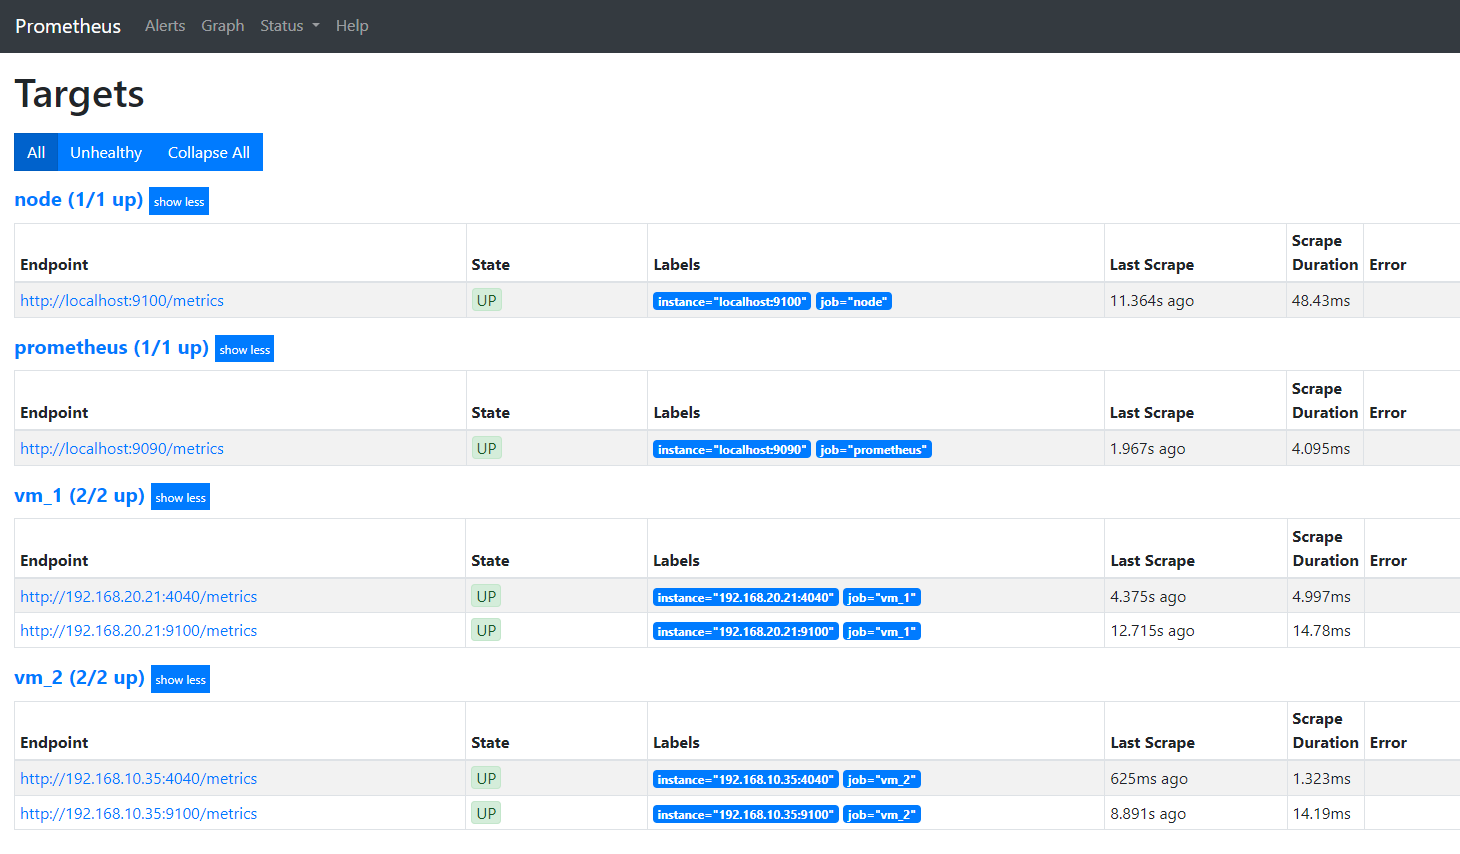 Prometheus Alerts Graph Status Help
Targets
All Unhealthy Collapse All
node (1/1 up) show less
Endpoint State Labels Last Scrape Scrape Duration Error
http://localhost:9100/metrics UP instance="localhost:9100" job="node" 11.364s ago 48.43ms
prometheus (1/1 up) show less
Endpoint State Labels Last Scrape Scrape Duration Error
http://localhost:9090/metrics UP instance="localhost:9090" job="prometheus" 1.967s ago 4.095ms
vm_1 (2/2 up) show less
Endpoint State Labels Last Scrape Scrape Duration Error
http://192.168.20.21:4040/metrics UP instance="192.168.20.21:4040" job="vm_1" 4.375s ago 4.997ms
http://192.168.20.21:9100/metrics UP instance="192.168.20.21:9100" job="vm_1" 12.715s ago 14.78ms
vm_2 (2/2 up) show less
Endpoint State Labels Last Scrape Scrape Duration Error
http://192.168.10.35:4040/metrics UP instance="192.168.10.35:4040" job="vm_2" 625ms ago 1.323ms
http://192.168.10.35:9100/metrics UP instance="192.168.10.35:9100" job="vm_2" 8.891s ago 14.19ms